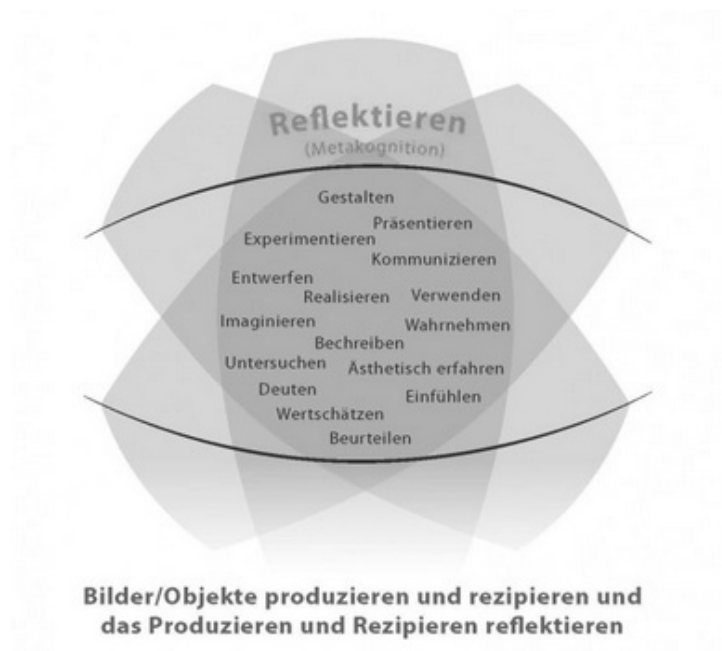 Reflektieren
(Metakognition)
Gestalten
Präsentieren
Experimentieren
Kommunizieren
Entwerfen
Realisieren Verwenden
Imaginieren Wahrnehmen
Bechreiben
Untersuchen Ästhetisch erfahren
Deuten Einfühlen
Wertschätzen
Beurteilen
Bilder/Objekte produzieren und rezipieren und
das Produzieren und Rezipieren reflektieren